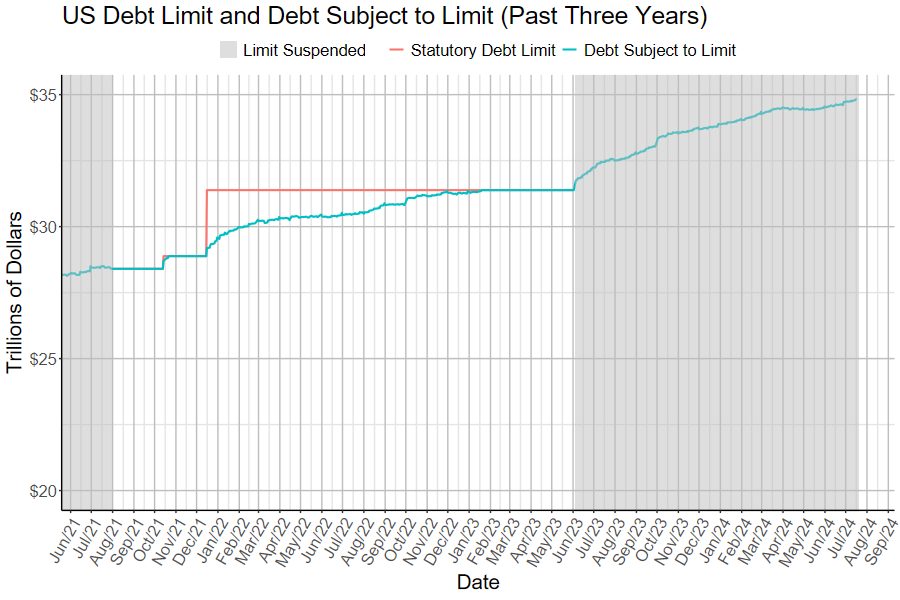 US Debt Limit and Debt Subject to Limit (Past Three Years)
Limit Suspended Statutory Debt Limit Debt Subject to Limit
$35
$30
$25
$20
Trillions of Dollars
Jun/21 Jul/21 Aug/21 Sep/21 Oct/21 Nov/21 Dec/21 Jan/22 Feb/22 Mar/22 Apr/22 May/22 Jun/22 Jul/22 Aug/22 Sep/22 Oct/22 Nov/22 Dec/22 Jan/23 Feb/23 Mar/23 Apr/23 May/23 Jun/23 Jul/23 Aug/23 Sep/23 Oct/23 Nov/23 Dec/23 Jan/24 Feb/24 Mar/24 Apr/24 May/24 Jun/24 Jul/24 Aug/24 Sep/24
Date